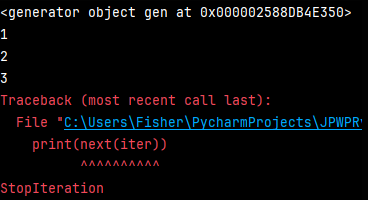 <generator object gen at 0x000002588DB4E350>
1
2
3
Traceback (most recent call last):
File "C:\Users\Fisher\PycharmProjects\JPWPR
print(next(iter))
^^^^^^^^^^
StopIteration